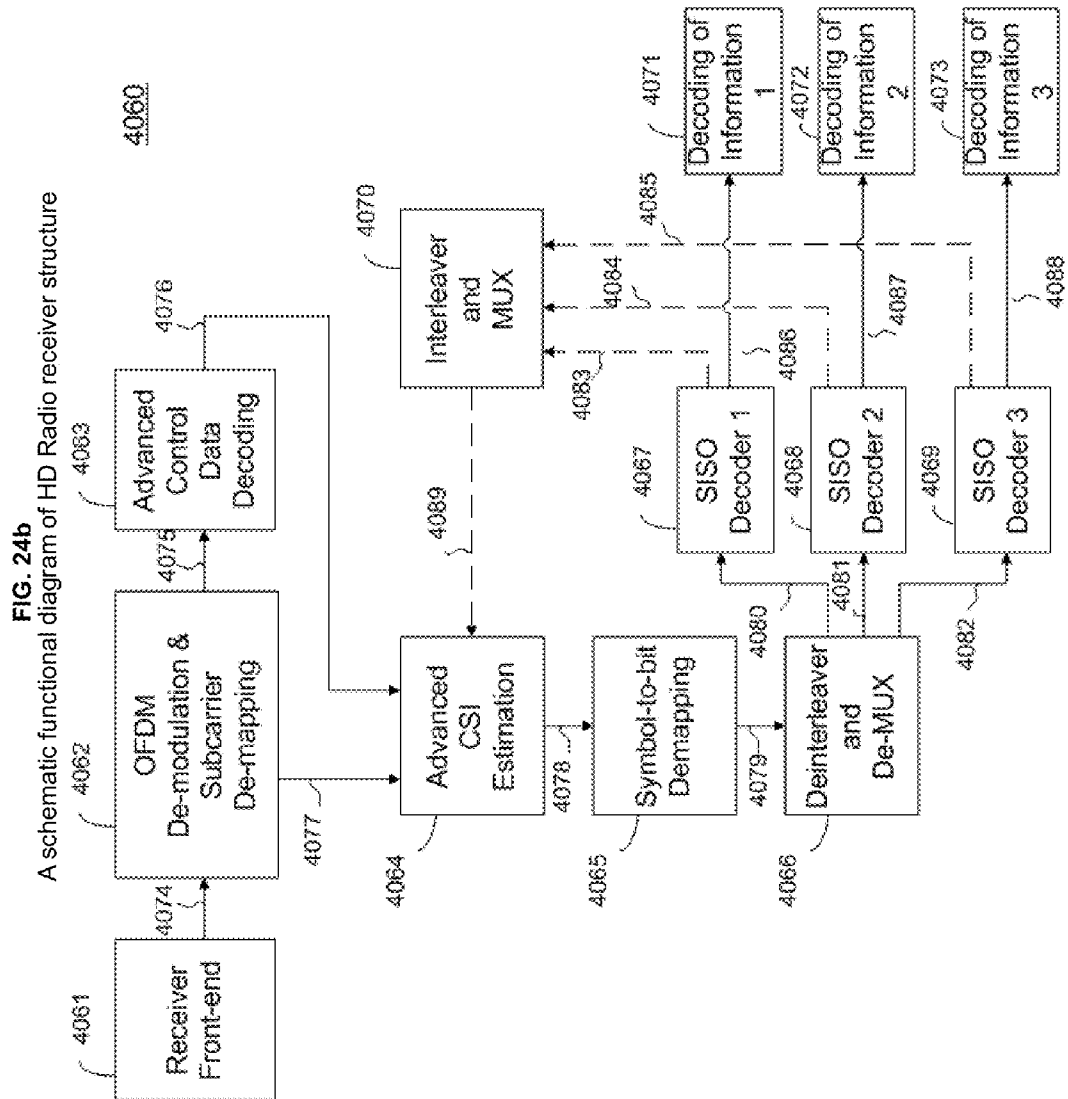 FIG. 24b
A schematic functional diagram of HD Radio receiver structure
4060
4061
Receiver
Front-end
4074
4062
OFDM
De-modulation &
Subcarrier
De-mapping
4075
4083
Advanced
Control
Data
Decoding
4076
4077
4064
Advanced
CSI
Estimation
4089
4070
Interleaver
and
MUX
4078
4065
Symbol-to-bit
Demapping
4079
4066
Deinterleaver
and
De-MUX
4080
4081
4082
4067
SISO
Decoder 1
4068
SISO
Decoder 2
4069
SISO
Decoder 3
4083
4084
4085
4086
4087
4088
4071
Decoding of
Information
1
4072
Decoding of
Information
2
4073
Decoding of
Information
3